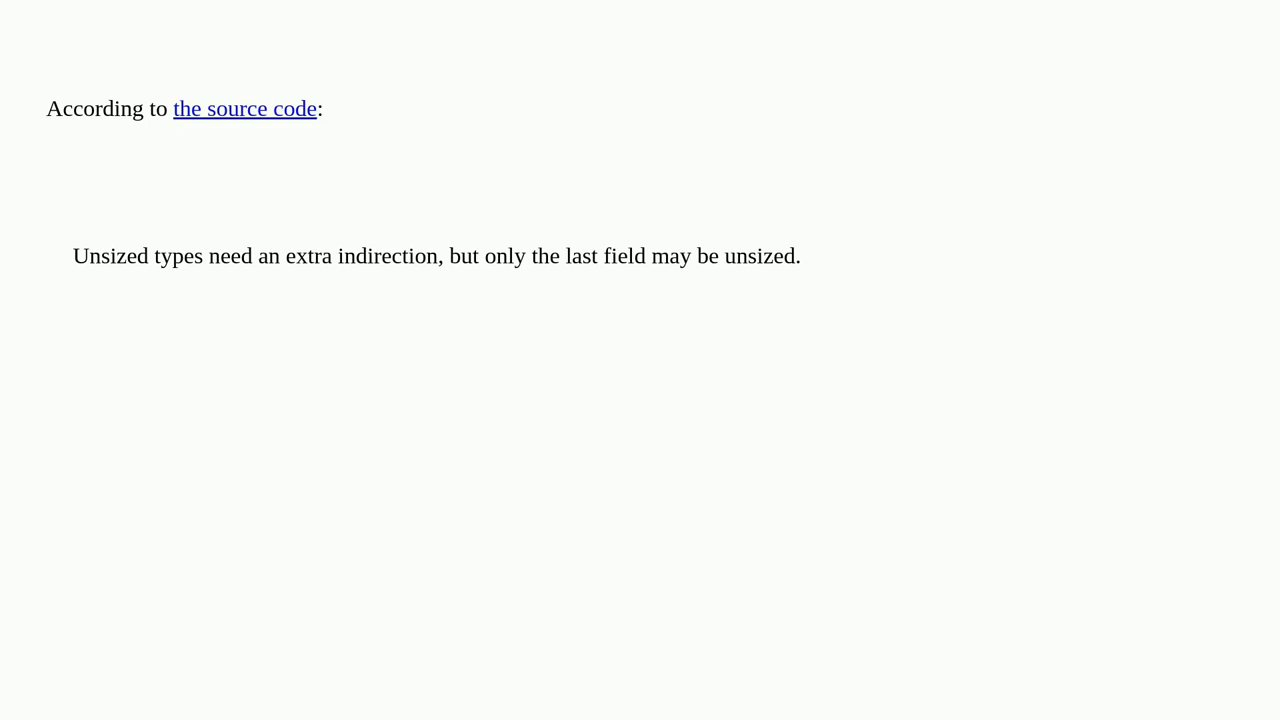 According to the source code:
Unsized types need an extra indirection, but only the last field may be unsized.